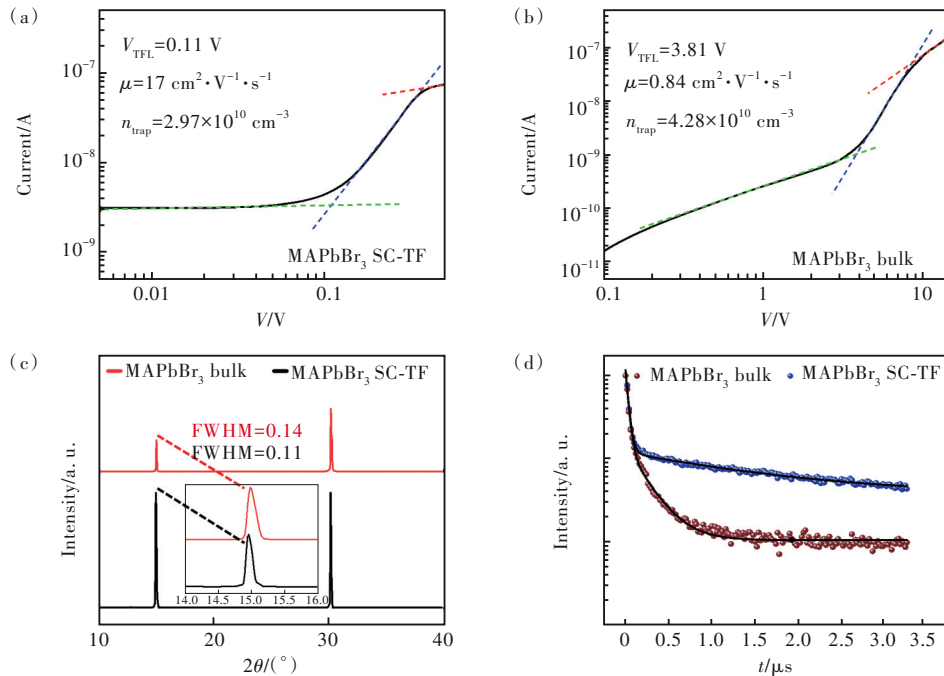 (a)
V_TFL=0.11 V
μ=17 cm²·V⁻¹·s⁻¹
n_trap=2.97×10¹⁰ cm⁻³
10⁻⁷
10⁻⁸
10⁻⁹
Current/A
MAPbBr₃ SC-TF
0.01
0.1
V/V
(b)
V_TFL=3.81 V
μ=0.84 cm²·V⁻¹·s⁻¹
n_trap=4.28×10¹⁰ cm⁻³
10⁻⁷
10⁻⁸
10⁻⁹
10⁻¹⁰
10⁻¹¹
Current/A
MAPbBr₃ bulk
0.1
1
10
V/V
(c)
MAPbBr₃ bulk
MAPbBr₃ SC-TF
FWHM=0.14
FWHM=0.11
14.0 14.5 15.0 15.5 16.0
Intensity/a. u.
10 20 30 40
2θ/(°)
(d)
MAPbBr₃ bulk
MAPbBr₃ SC-TF
Intensity/a. u.
0 0.5 1.0 1.5 2.0 2.5 3.0 3.5
t/μs